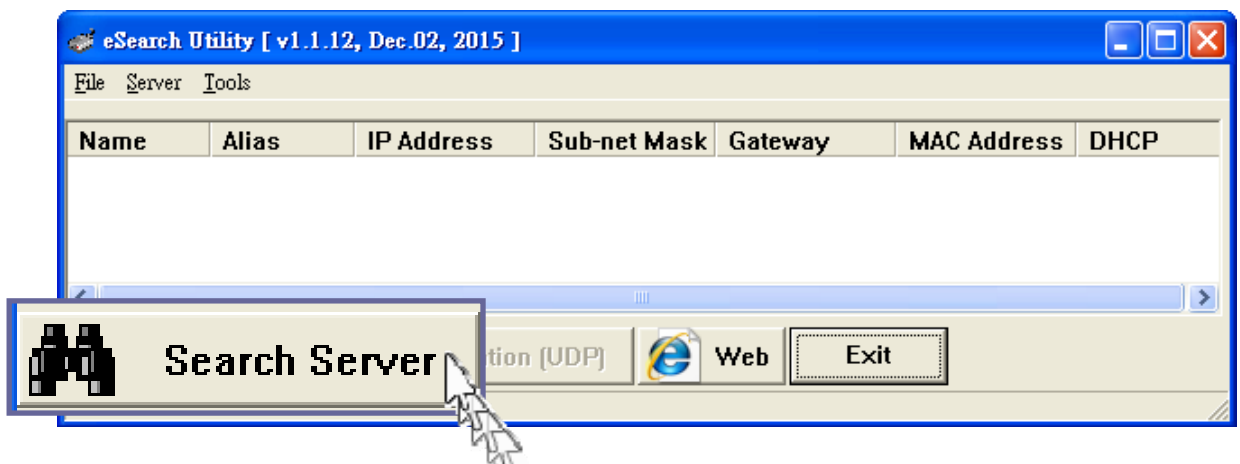 eSearch Utility [ v1.1.12, Dec.02, 2015 ]
File Server Tools
Name Alias IP Address Sub-net Mask Gateway MAC Address DHCP
Search Server (UDP) Web Exit